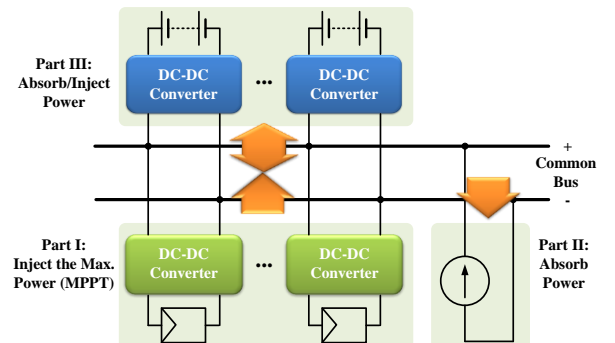 Part III:
Absorb/Inject
Power
DC-DC
Converter
...
DC-DC
Converter
+
Common
Bus
-
Part I:
Inject the Max.
Power (MPPT)
DC-DC
Converter
...
DC-DC
Converter
Part II:
Absorb
Power